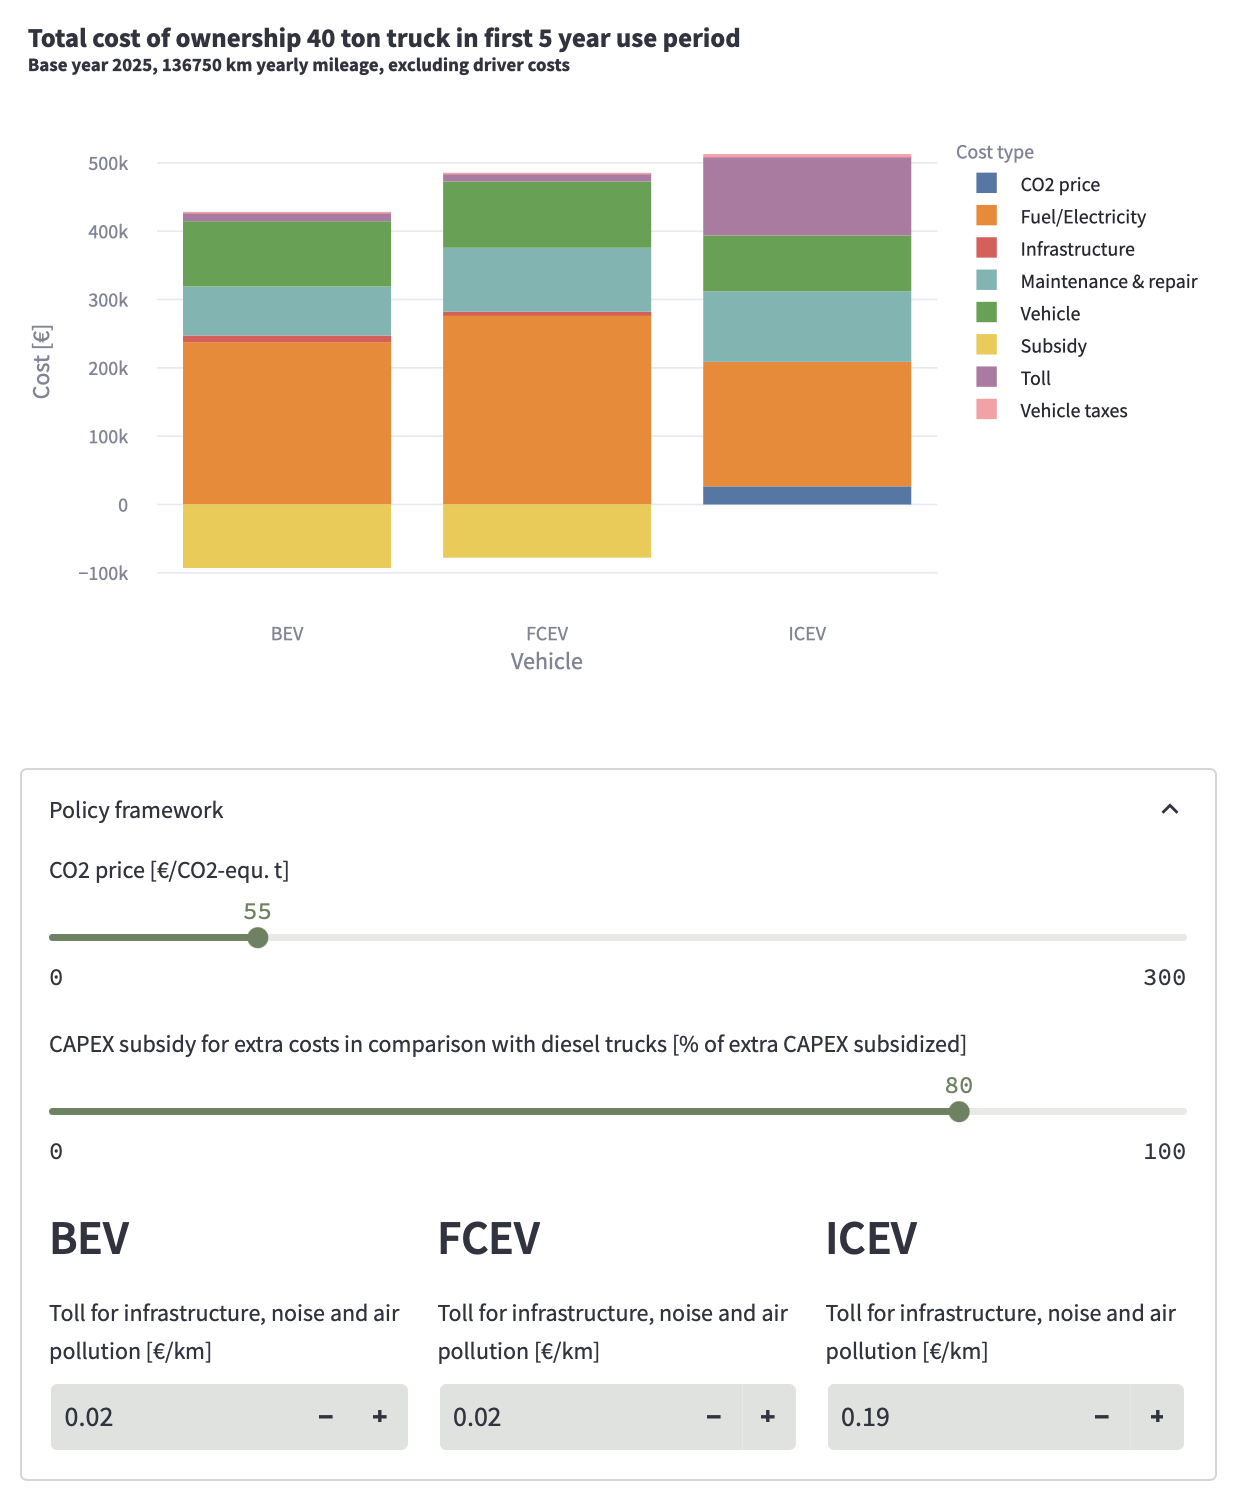 Total cost of ownership 40 ton truck in first 5 year use period
Base year 2025, 136750 km yearly mileage, excluding driver costs
500k
400k
300k
200k
100k
0
−100k
Cost [€]
BEV
FCEV
ICEV
Vehicle
Cost type
CO2 price
Fuel/Electricity
Infrastructure
Maintenance & repair
Vehicle
Subsidy
Toll
Vehicle taxes
Policy framework
CO2 price [€/CO2-equ. t]
55
0
300
CAPEX subsidy for extra costs in comparison with diesel trucks [% of extra CAPEX subsidized]
80
0
100
BEV
Toll for infrastructure, noise and air
pollution [€/km]
0.02
FCEV
Toll for infrastructure, noise and air
pollution [€/km]
0.02
ICEV
Toll for infrastructure, noise and air
pollution [€/km]
0.19